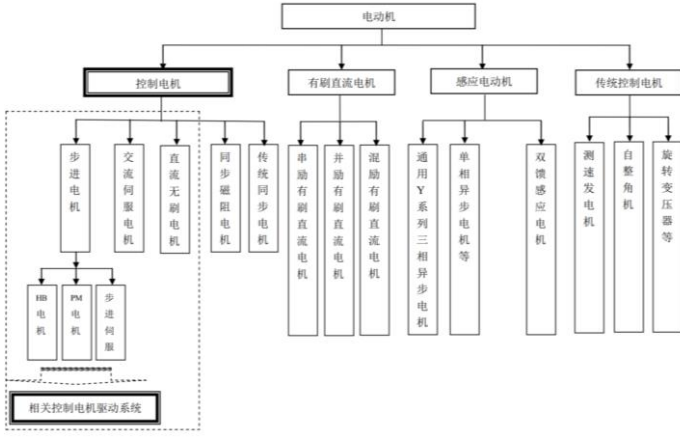 电动机
控制电机
有刷直流电机
感应电动机
传统控制电机
步进电机
交流伺服电机
直流无刷电机
同步磁阻电机
传统同步电机
串励有刷直流电机
并励有刷直流电机
混励有刷直流电机
通用Y系列三相异步电机
单相异步电机等
双馈感应电机
测速发电机
自整角机
旋转变压器等
HB电机
PM电机
步进伺服
相关控制电机驱动系统